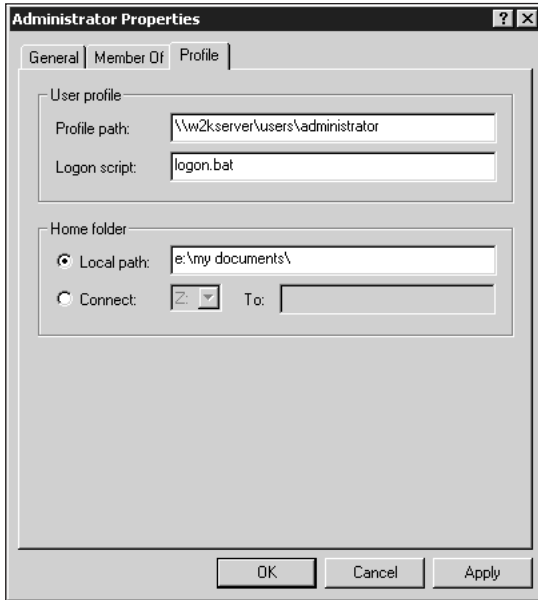 Administrator Properties
General Member Of Profile
User profile
Profile path: \\w2kserver\users\administrator
Logon script: logon.bat
Home folder
Local path: e:\my documents\
Connect: Z: To:
OK Cancel Apply